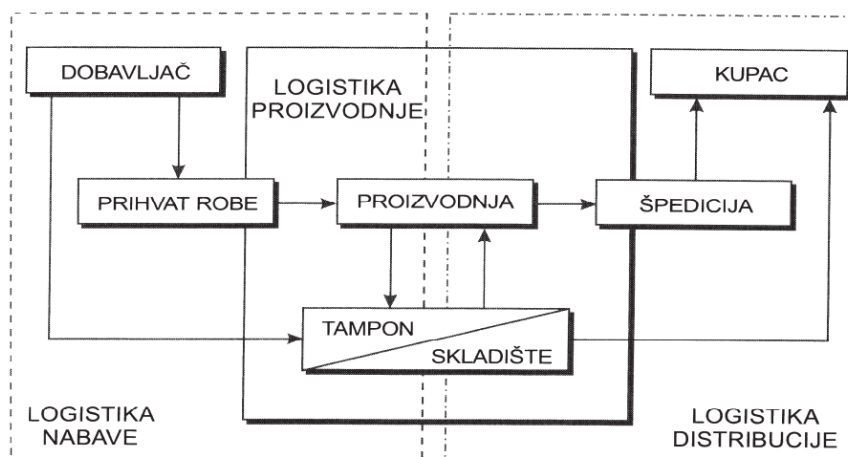 DOBAVLJAČ
LOGISTIKA
PROIZVODNJE
KUPAC
PRIHVAT ROBE
PROIZVODNJA
ŠPEDICIJA
TAMPON
SKLADIŠTE
LOGISTIKA
NABAVE
LOGISTIKA
DISTRIBUCIJE